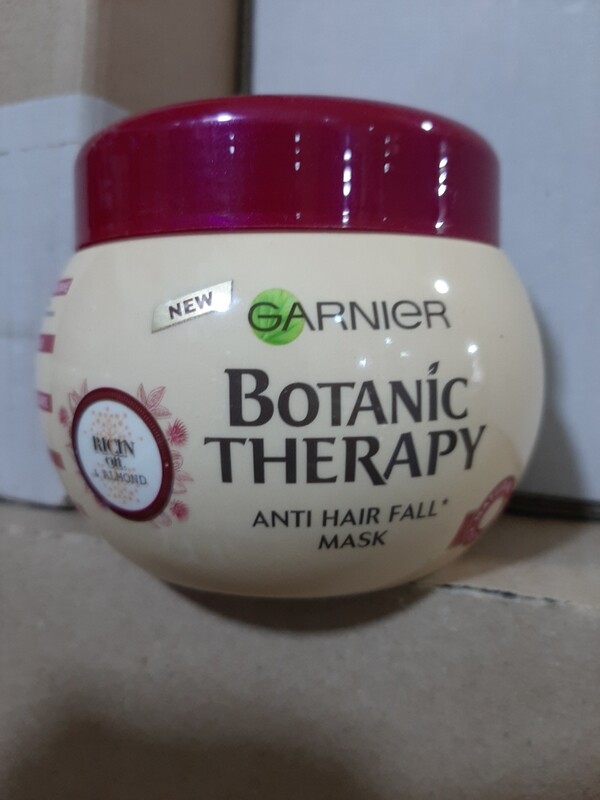 NEW
GARNIER
BOTANIC
THERAPY
ANTI HAIR FALL*
MASK
RICIN
OIL
& ALMOND